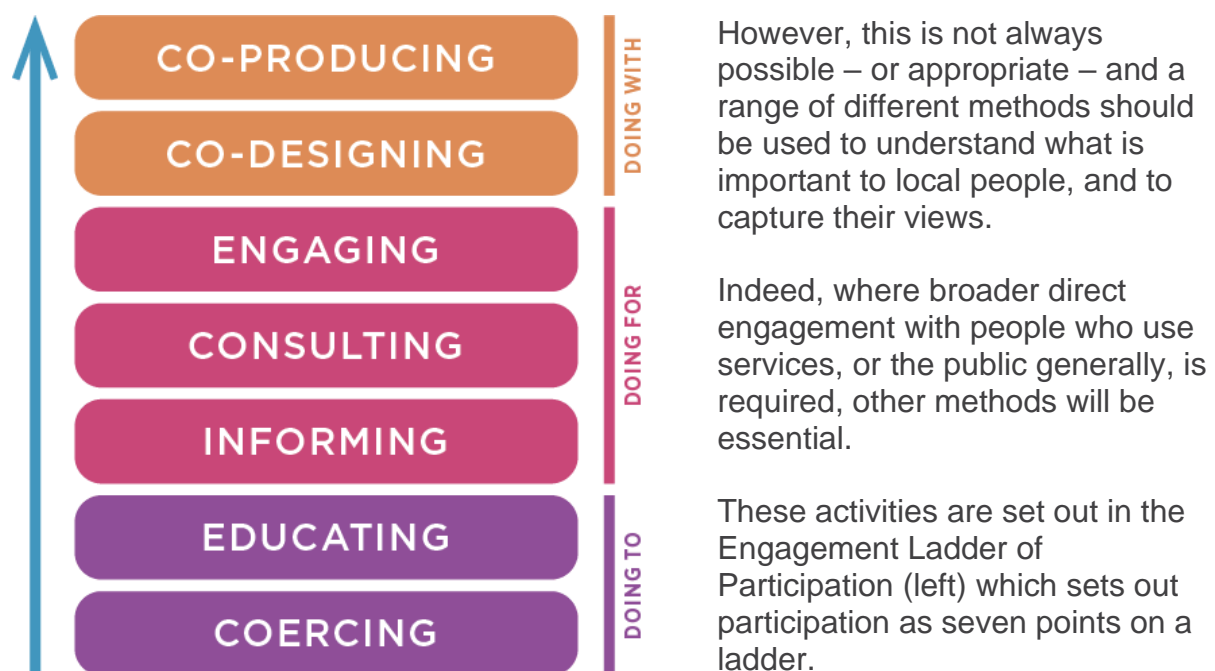 CO-PRODUCING
CO-DESIGNING
DOING WITH
ENGAGING
CONSULTING
INFORMING
DOING FOR
EDUCATING
COERCING
DOING TO
However, this is not always
possible – or appropriate – and a
range of different methods should
be used to understand what is
important to local people, and to
capture their views.
Indeed, where broader direct
engagement with people who use
services, or the public generally, is
required, other methods will be
essential.
These activities are set out in the
Engagement Ladder of
Participation (left) which sets out
participation as seven points on a
ladder.